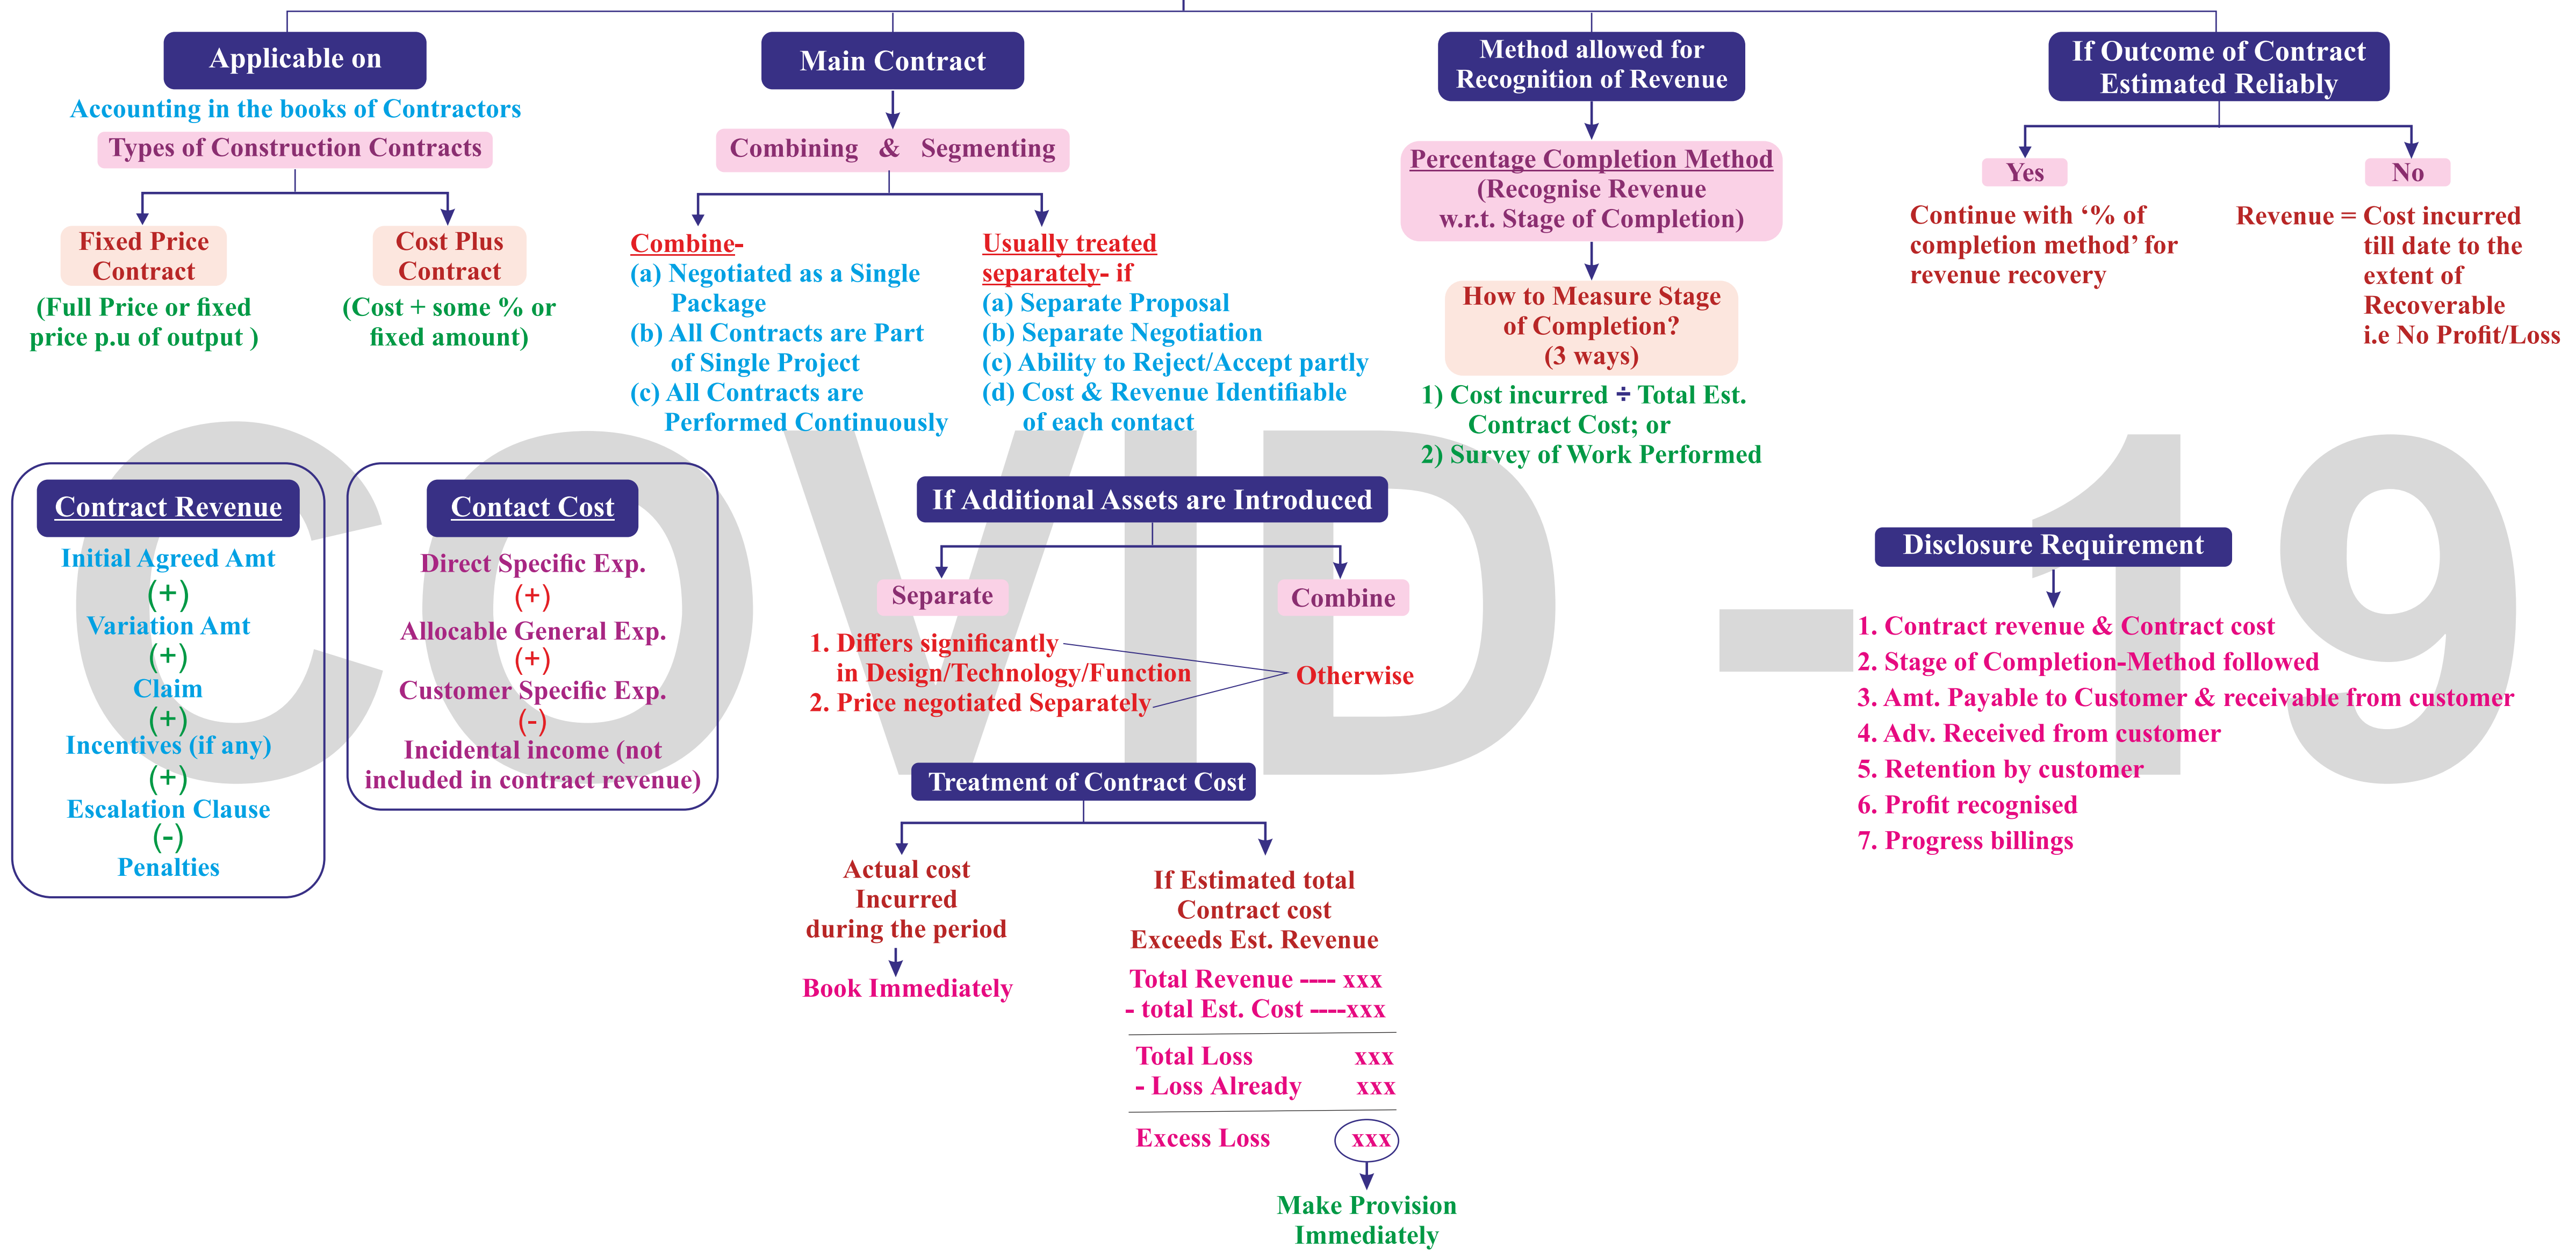 Applicable on
Accounting in the books of Contractors
Types of Construction Contracts
Fixed Price
Contract
(Full Price or fixed
price p.u of output )
Cost Plus
Contract
(Cost + some % or
fixed amount)
Main Contract
Combining & Segmenting
Combine-
(a) Negotiated as a Single
Package
(b) All Contracts are Part
of Single Project
(c) All Contracts are
Performed Continuously
Usually treated
separately- if
(a) Separate Proposal
(b) Separate Negotiation
(c) Ability to Reject/Accept partly
(d) Cost & Revenue Identifiable
of each contact
Method allowed for
Recognition of Revenue
Percentage Completion Method
(Recognise Revenue
w.r.t. Stage of Completion)
How to Measure Stage
of Completion?
(3 ways)
1) Cost incurred ÷ Total Est.
Contract Cost; or
2) Survey of Work Performed
If Outcome of Contract
Estimated Reliably
Yes
Continue with ‘% of
completion method’ for
revenue recovery
No
Revenue = Cost incurred
till date to the
extent of
Recoverable
i.e No Profit/Loss
COVID - 19
Contract Revenue
Initial Agreed Amt
(+)
Variation Amt
(+)
Claim
(+)
Incentives (if any)
(+)
Escalation Clause
(-)
Penalties
Contact Cost
Direct Specific Exp.
(+)
Allocable General Exp.
(+)
Customer Specific Exp.
(-)
Incidental income (not
included in contract revenue)
If Additional Assets are Introduced
Separate
1. Differs significantly
in Design/Technology/Function
2. Price negotiated Separately
Combine
Otherwise
Treatment of Contract Cost
Actual cost
Incurred
during the period
Book Immediately
If Estimated total
Contract cost
Exceeds Est. Revenue
Total Revenue ---- xxx
- total Est. Cost ----xxx
Total Loss xxx
- Loss Already xxx
Excess Loss xxx
Make Provision
Immediately
Disclosure Requirement
1. Contract revenue & Contract cost
2. Stage of Completion-Method followed
3. Amt. Payable to Customer & receivable from customer
4. Adv. Received from customer
5. Retention by customer
6. Profit recognised
7. Progress billings